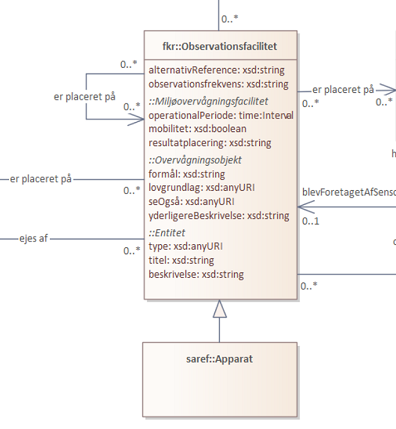 0..*
fkr::Observationsfacilitet
0..*
alternativReference: xsd:string
observationsfrekvens: xsd:string
er placeret på
er placeret på
0..*
0..*
0..*
::Miljøovervågningsfacilitet
operationalPeriode: time:Interval
mobilitet: xsd:boolean
resultatplacering: xsd:string
::Overvågningsobjekt
formål: xsd:string
er placeret på
0..*
lovgrundlag: xsd:anyURI
blevForetagetAfSens
seOgså: xsd:anyURI
yderligereBeskrivelse: xsd:string
0..1
::Entitet
ejes af
0..*
type: xsd:anyURI
titel: xsd:string
beskrivelse: xsd:string
0..*
saref::Apparat